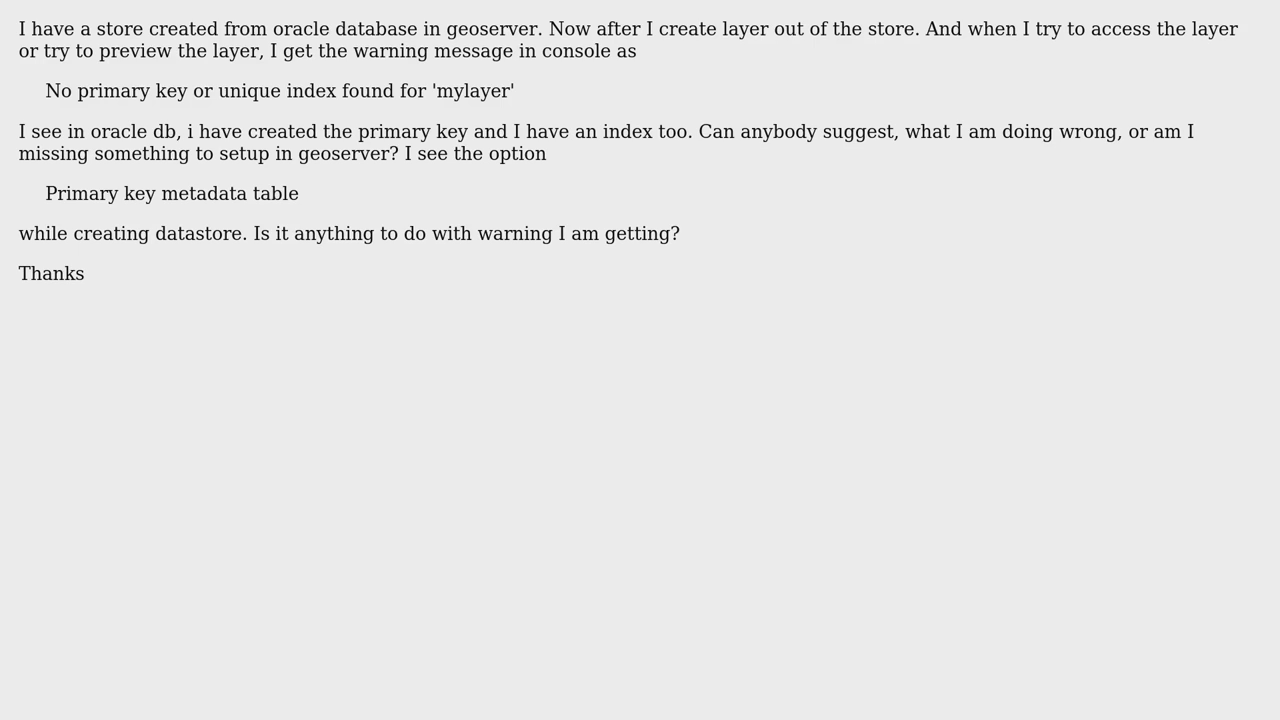 I have a store created from oracle database in geoserver. Now after I create layer out of the store. And when I try to access the layer
or try to preview the layer, I get the warning message in console as
No primary key or unique index found for 'mylayer'
I see in oracle db, i have created the primary key and I have an index too. Can anybody suggest, what I am doing wrong, or am I
missing something to setup in geoserver? I see the option
Primary key metadata table
while creating datastore. Is it anything to do with warning I am getting?
Thanks